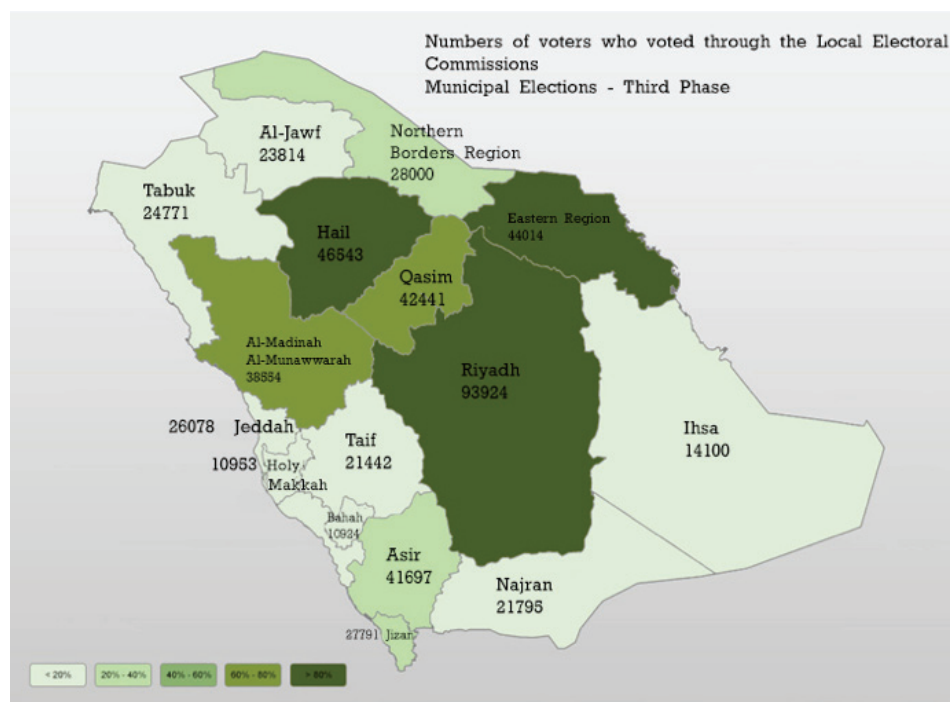 Numbers of voters who voted through the Local Electoral
Commissions
Municipal Elections - Third Phase
Al-Jawf
23814
Northern
Borders Region
28000
Tabuk
24771
Hail
46543
Eastern Region
44014
Qasim
42441
Al-Madinah
Al-Munawwarah
38554
Riyadh
93924
26078 Jeddah
Taif
21442
Ihsa
14100
10953 Holy
Makkah
Bahah
10924
Asir
41697
Najran
21795
27791 Jizan
< 20% 20% - 40% 40% - 60% 60% - 80% > 80%